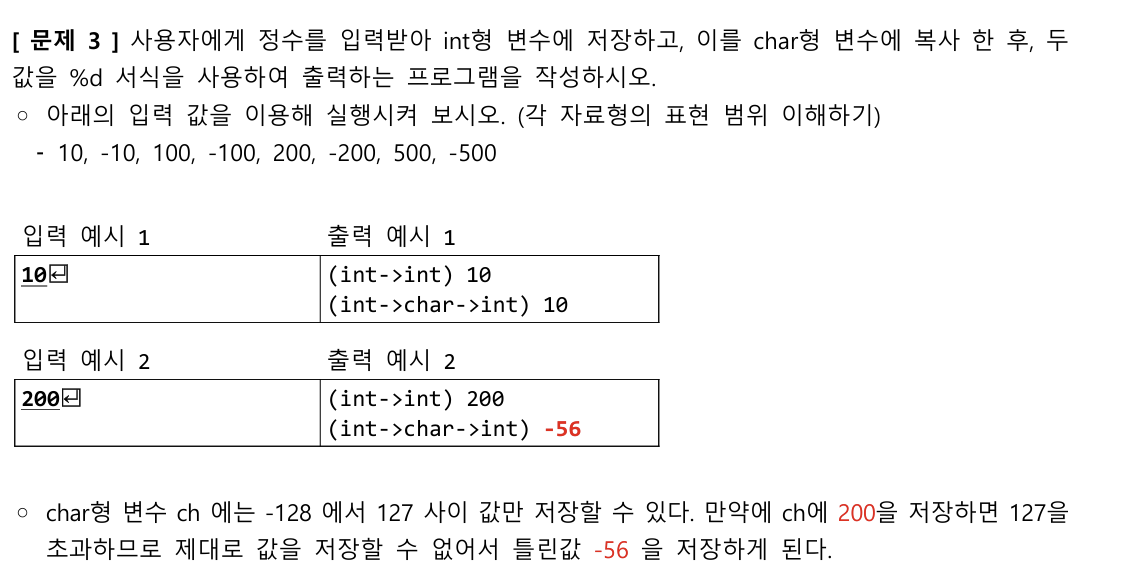 [ 문제 3 ] 사용자에게 정수를 입력받아 int형 변수에 저장하고, 이를 char형 변수에 복사 한 후, 두
값을 %d 서식을 사용하여 출력하는 프로그램을 작성하시오.
○ 아래의 입력 값을 이용해 실행시켜 보시오. (각 자료형의 표현 범위 이해하기)
- 10, -10, 100, -100, 200, -200, 500, -500
입력 예시 1 출력 예시 1
10↵ (int->int) 10
(int->char->int) 10
입력 예시 2 출력 예시 2
200↵ (int->int) 200
(int->char->int) -56
○ char형 변수 ch 에는 -128 에서 127 사이 값만 저장할 수 있다. 만약에 ch에 200을 저장하면 127을
초과하므로 제대로 값을 저장할 수 없어서 틀린값 -56 을 저장하게 된다.